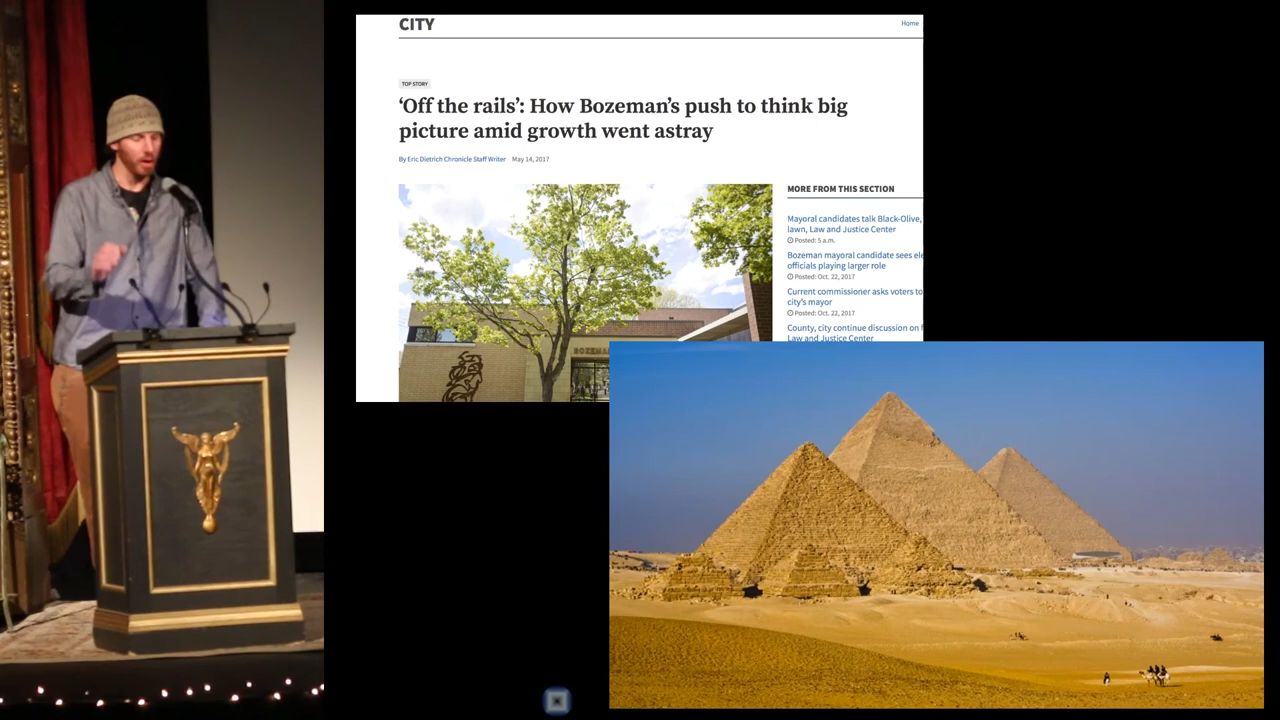 CITY
Home
TOP STORY
‘Off the rails’: How Bozeman’s push to think big
picture amid growth went astray
By Eric Dietrich Chronicle Staff Writer May 14, 2017
MORE FROM THIS SECTION
Mayoral candidates talk Black-Olive,
lawn, Law and Justice Center
Posted: 5 a.m.
Bozeman mayoral candidate sees
officials playing larger role
Posted: Oct. 22, 2017
Current commissioner asks voters to
city's mayor
Posted: Oct. 22, 2017
County, city continue discussion on
Law and Justice Center